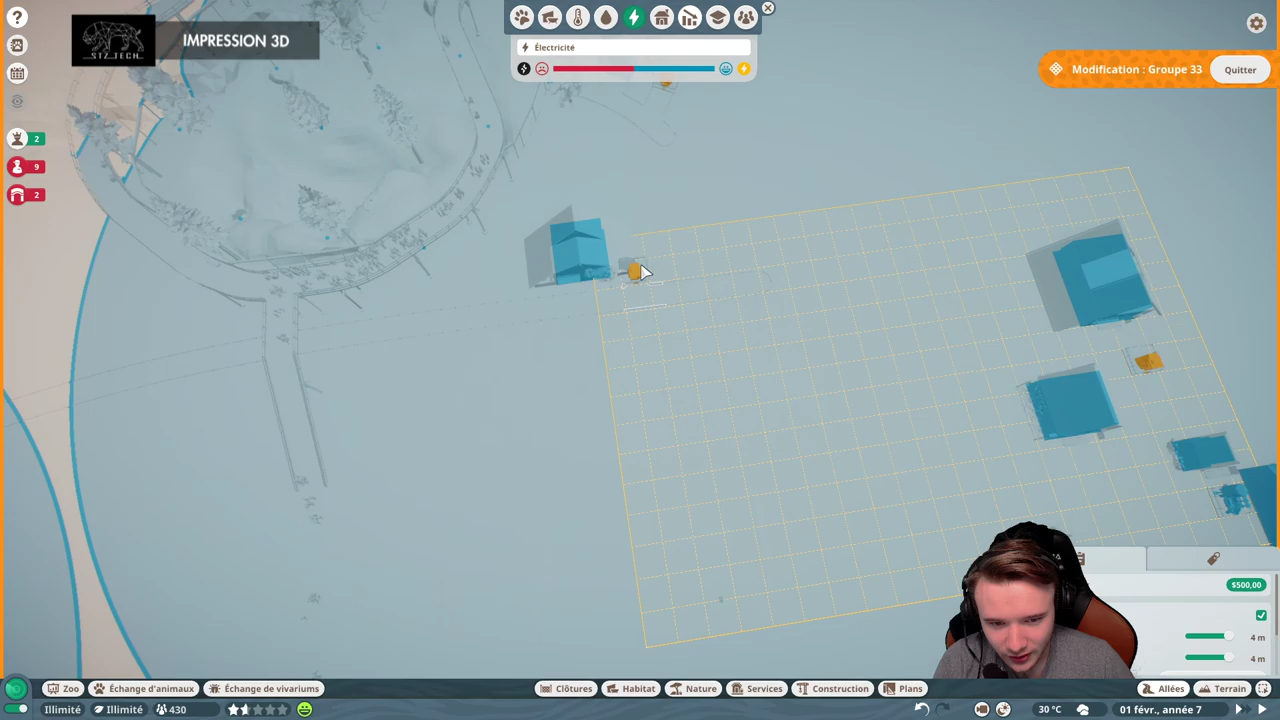 IMPRESSION 3D
STZ_TECH
Électricité
Modification : Groupe 33
Quitter
2
9
2
$500,00
4 m
4 m
Zoo
Échange d'animaux
Échange de vivariums
Clôtures
Habitat
Nature
Services
Construction
Plans
Allées
Terrain
Illimité
Illimité
430
30 °C
01 févr., année 7